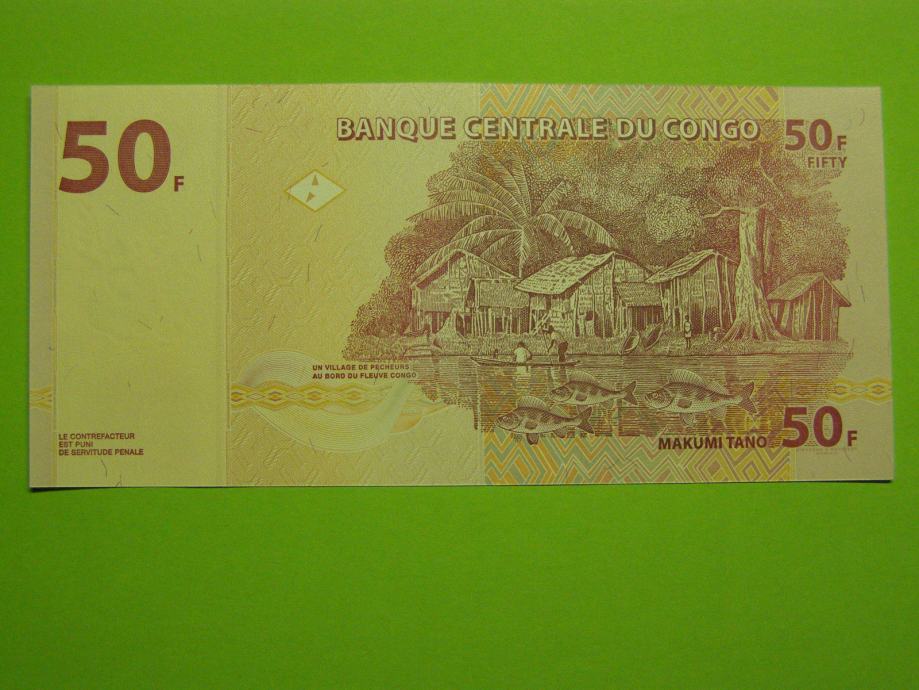 50F
BANQUE CENTRALE DU CONGO
50F
FIFTY
UN VILLAGE DE PECHEURS
AU BORD DU FLEUVE CONGO
LE CONTREFACTEUR
EST PUNI
DE SERVITUDE PENALE
MAKUMI TANO
50F